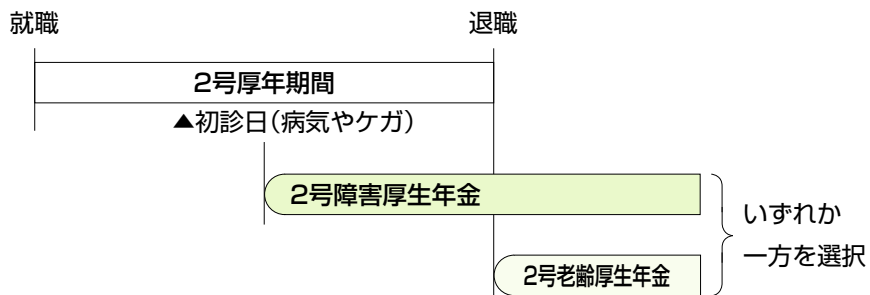 就職
退職
2号厚年期間
▲初診日(病気やケガ)
2号障害厚生年金
いずれか
一方を選択
2号老齢厚生年金